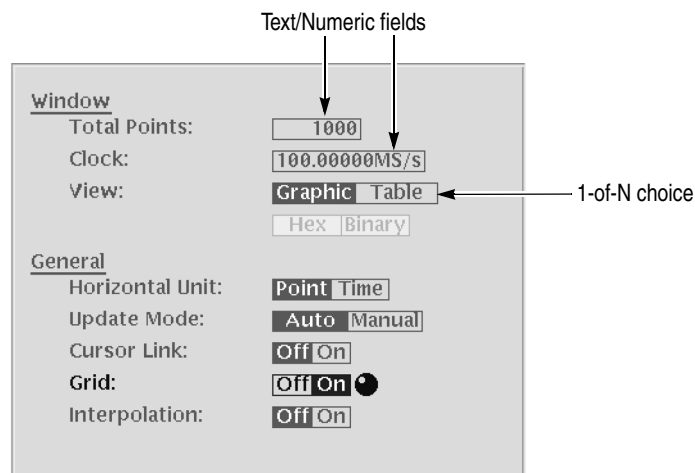 Text/Numeric fields
Window
Total Points: 1000
Clock: 100.00000MS/s
View: Graphic Table
1-of-N choice
Hex Binary
General
Horizontal Unit: Point Time
Update Mode: Auto Manual
Cursor Link: Off On
Grid: Off On
Interpolation: Off On